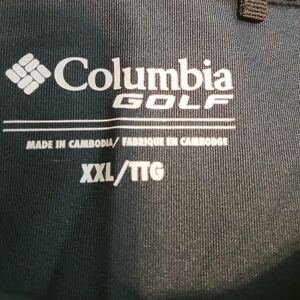 Columbia
GOLF
MADE IN CAMBODIA/ FABRIQUE EN CAMBODGE
XXL/TTG